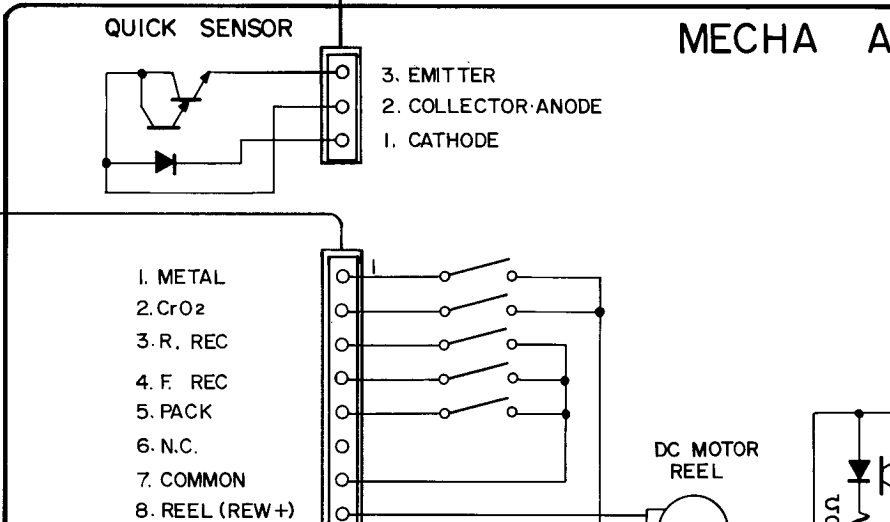 QUICK SENSOR
MECHA A
3. EMITTER
2. COLLECTOR·ANODE
1. CATHODE
1
1. METAL
2. CrO2
3. R. REC
4. F. REC
5. PACK
6. N.C.
7. COMMON
8. REEL (REW+)
DC MOTOR
REEL